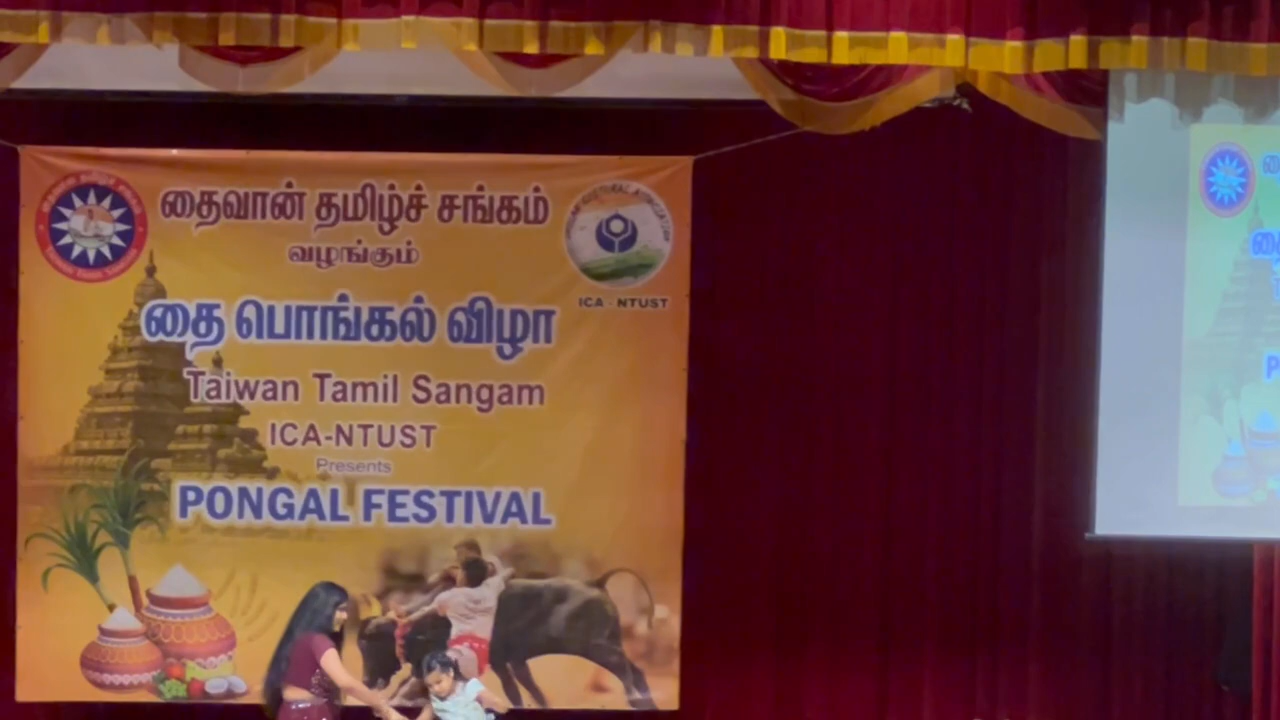 தைவான் தமிழ்ச் சங்கம்
வழங்கும்
ICA - NTUST
தை பொங்கல் விழா
Taiwan Tamil Sangam
ICA-NTUST
Presents
PONGAL FESTIVAL